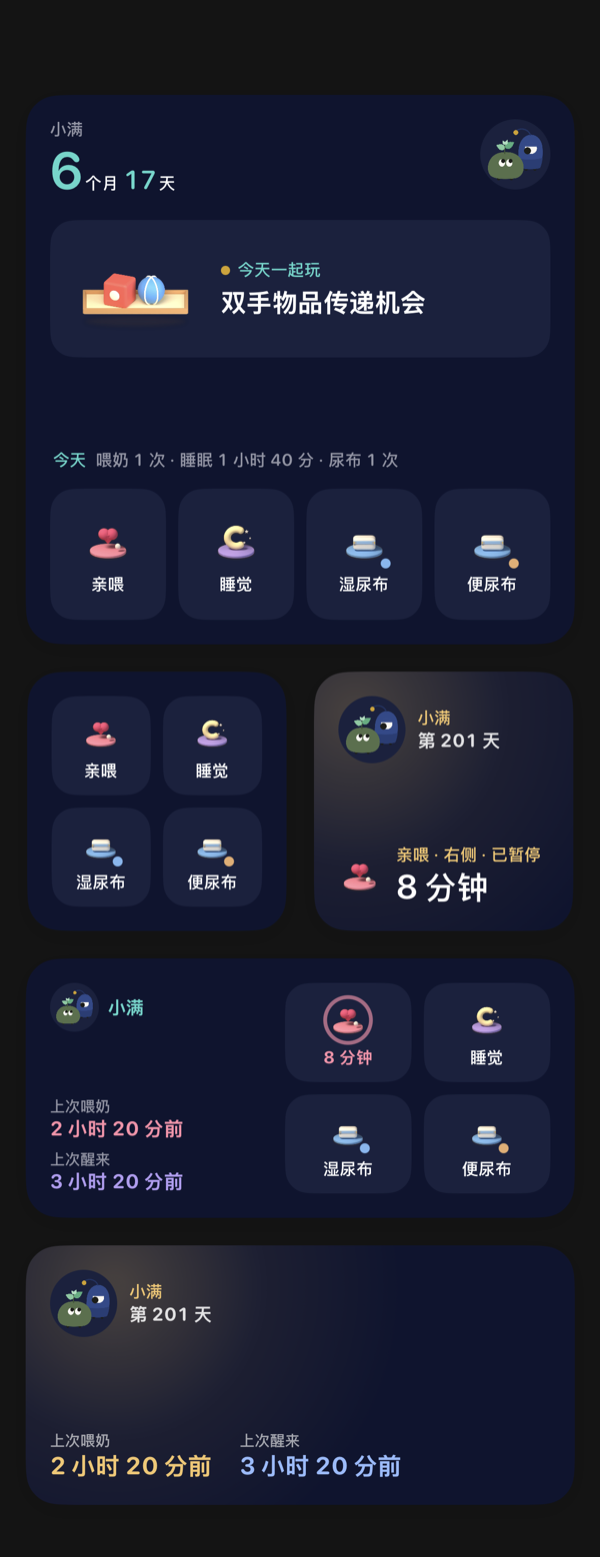 小满
6个月 17天
今天一起玩
双手物品传递机会
今天 喂奶 1 次 · 睡眠 1 小时 40 分 · 尿布 1 次
亲喂
睡觉
湿尿布
便尿布
亲喂
睡觉
湿尿布
便尿布
小满
第 201 天
亲喂 · 右侧 · 已暂停
8 分钟
小满
上次喂奶
2 小时 20 分前
上次醒来
3 小时 20 分前
8 分钟
睡觉
湿尿布
便尿布
小满
第 201 天
上次喂奶
2 小时 20 分前
上次醒来
3 小时 20 分前